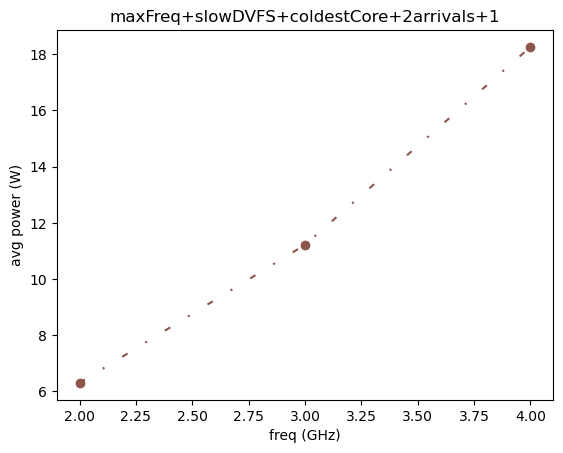 maxFreq+slowDVFS+coldestCore+2arrivals+1
18
16
14
12
10
8
6
avg power (W)
2.00 2.25 2.50 2.75 3.00 3.25 3.50 3.75 4.00
freq (GHz)